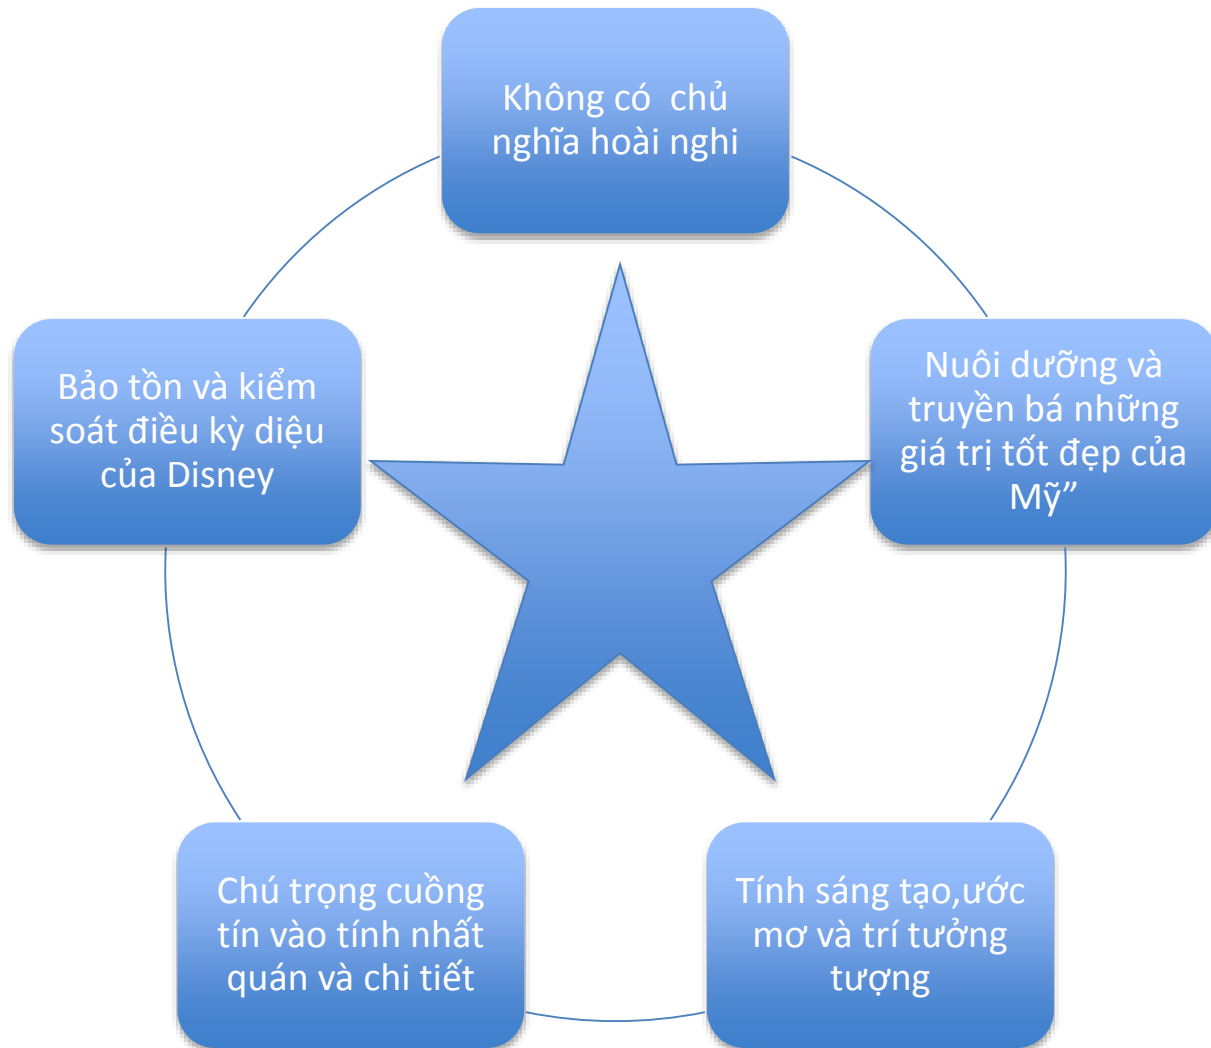 Không có  chủ
nghĩa hoài nghi
Nuôi dưỡng và
truyền bá những
giá trị tốt đẹp của
Mỹ”
Tính sáng tạo,ước
mơ và trí tưởng
tượng
Chú trọng cuồng
tín vào tính nhất
quán và chi tiết
Bảo tồn và kiểm
soát điều kỳ diệu
của Disney